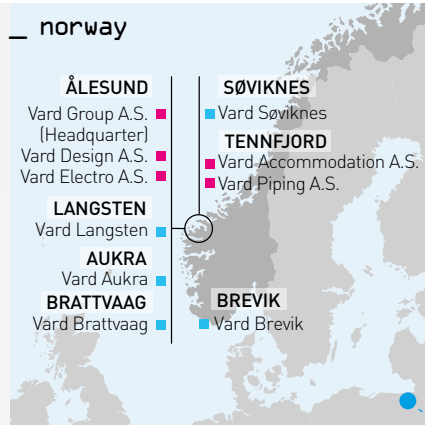 _ norway
ÅLESUND
Vard Group A.S.
(Headquarter)
Vard Design A.S.
Vard Electro A.S.
LANGSTEN
Vard Langsten
AUKRA
Vard Aukra
BRATTVAAG
Vard Brattvaag
SØVIKNES
Vard Søviknes
TENNFJORD
Vard Accommodation A.S.
Vard Piping A.S.
BREVIK
Vard Brevik